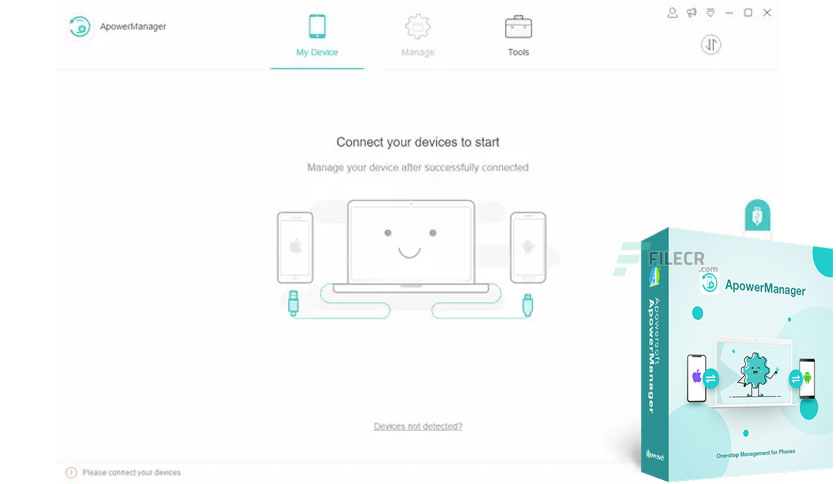 ApowerManager
My Device
Manage
Tools
Connect your devices to start
Manage your device after successfully connected
FILECR
.com
ApowerManager
Apowersoft
ApowerManager
Devices not detected?
One-stop Management for Phones
Please connect your devices